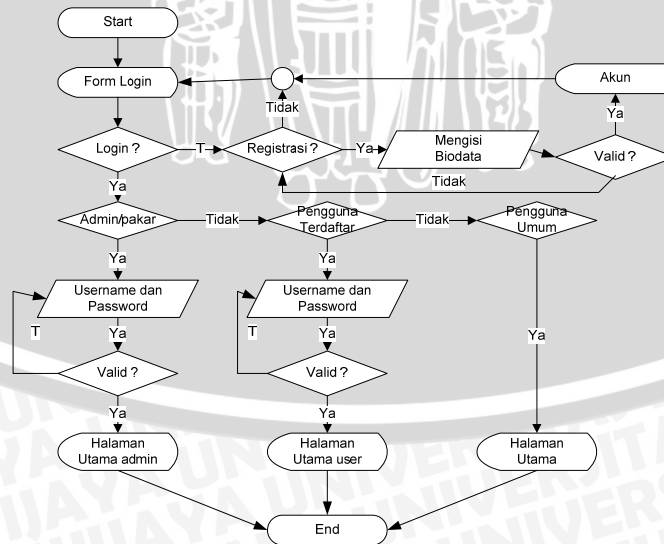 Start
Form Login
Akun
Tidak
Ya
Login ?
T
Registrasi ?
Ya
Mengisi
Biodata
Valid ?
Tidak
Ya
Admin/pakar
Tidak
Pengguna
Terdaftar
Tidak
Pengguna
Umum
Ya
Ya
Username dan
Password
Username dan
Password
T
Ya
T
Ya
Ya
Valid ?
Valid ?
Ya
Ya
Halaman
Utama admin
Halaman
Utama user
Halaman
Utama
End